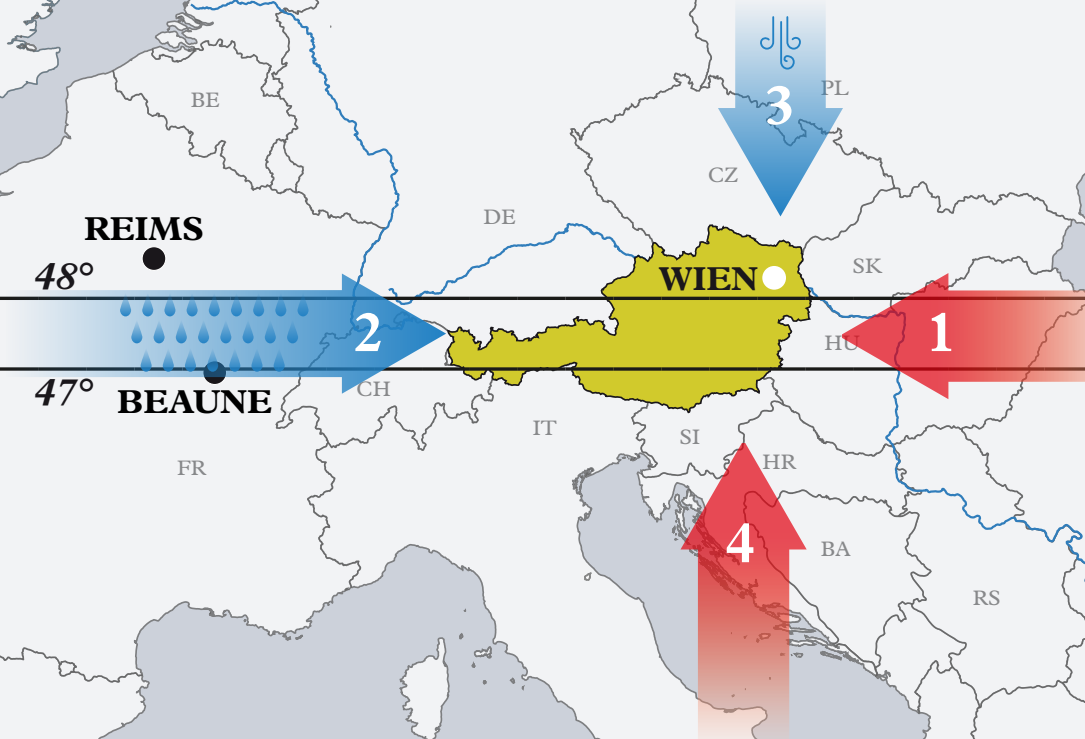 3
PL
BE
CZ
DE
REIMS
48°
WIEN
SK
2
1
HU
47°
BEAUNE
CH
IT
SI
HR
FR
4
BA
RS